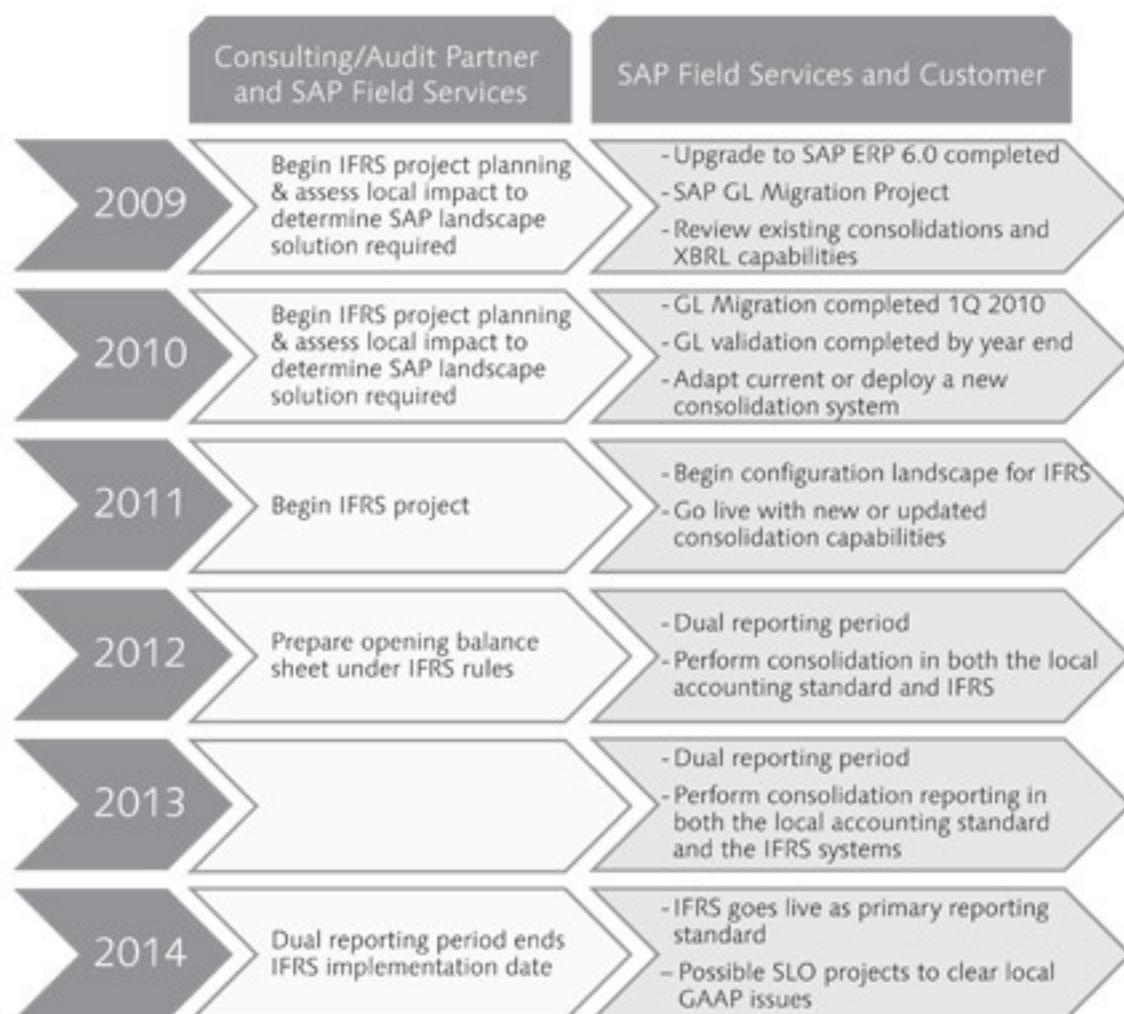 Consulting/Audit Partner
and SAP Field Services
SAP Field Services and Customer
2009
Begin IFRS project planning
& assess local impact to
determine SAP landscape
solution required
- Upgrade to SAP ERP 6.0 completed
- SAP GL Migration Project
- Review existing consolidations and
XBRL capabilities
2010
Begin IFRS project planning
& assess local impact to
determine SAP landscape
solution required
- GL Migration completed 1Q 2010
- GL validation completed by year end
- Adapt current or deploy a new
consolidation system
2011
Begin IFRS project
- Begin configuration landscape for IFRS
- Go live with new or updated
consolidation capabilities
2012
Prepare opening balance
sheet under IFRS rules
- Dual reporting period
- Perform consolidation in both the local
accounting standard and IFRS
2013
- Dual reporting period
- Perform consolidation reporting in
both the local accounting standard
and the IFRS systems
2014
Dual reporting period ends
IFRS implementation date
- IFRS goes live as primary reporting
standard
– Possible SLO projects to clear local
GAAP issues